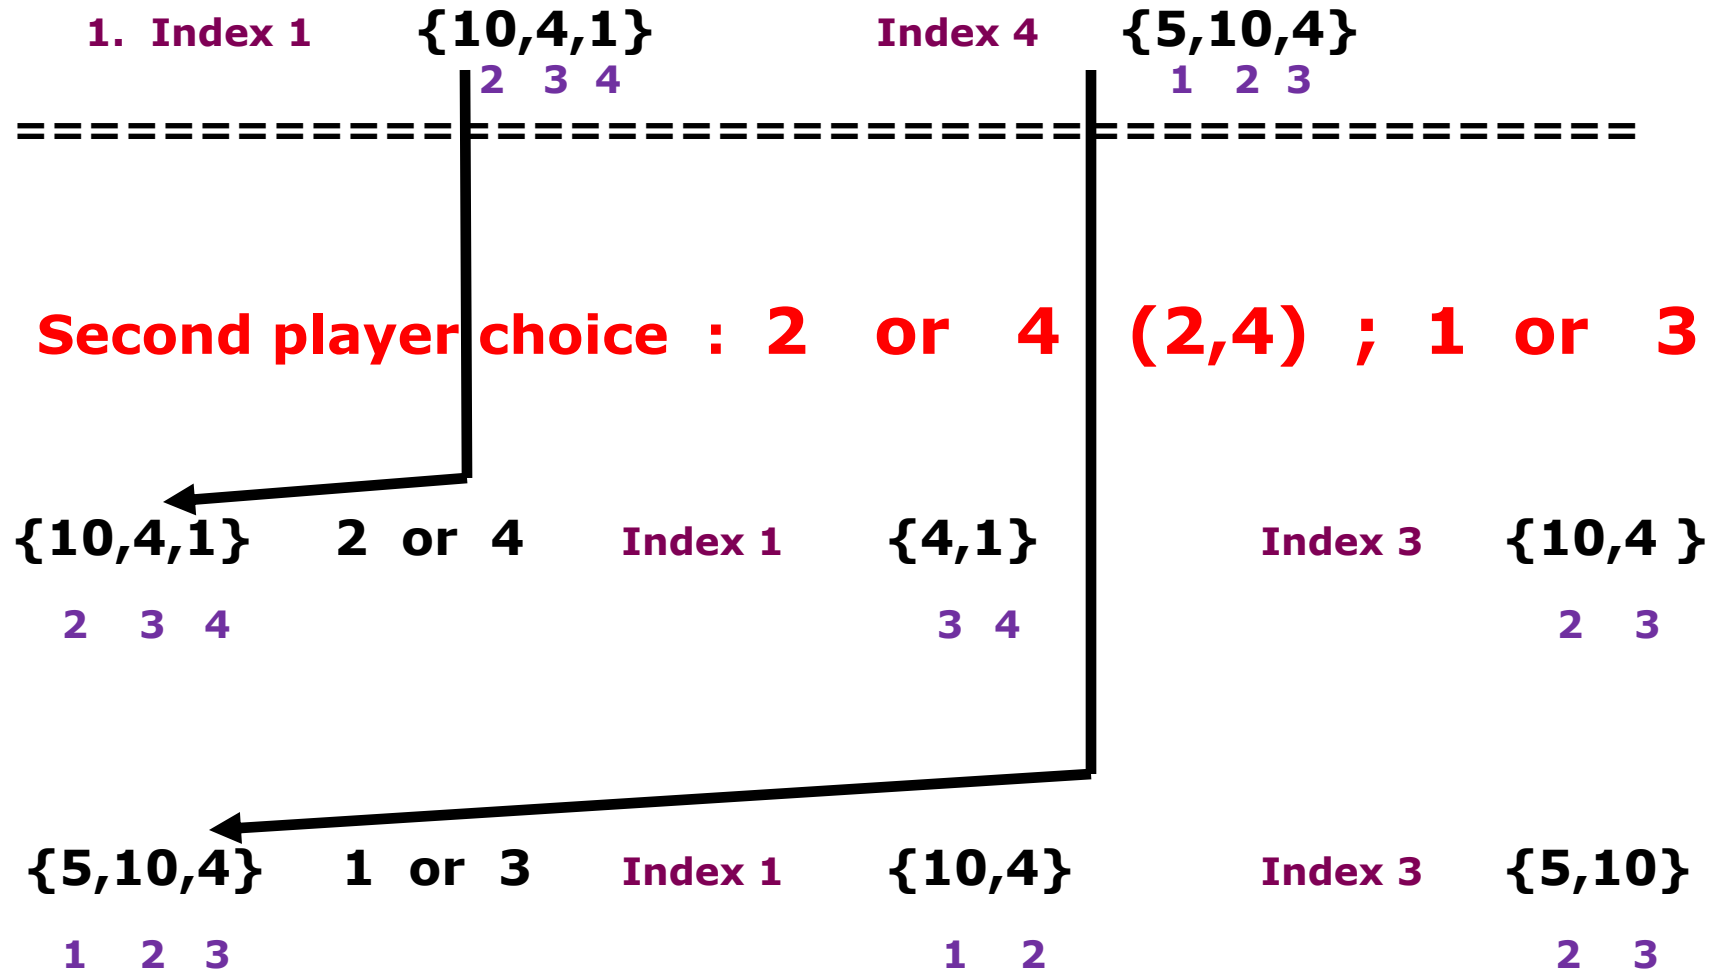 1. Index 1 {10,4,1} Index 4 {5,10,4}
2 3 4 1 2 3
============================================
Second player choice : 2 or 4 (2,4) ; 1 or 3
{10,4,1} 2 or 4 Index 1 {4,1} Index 3 {10,4 }
2 3 4 3 4 2 3
{5,10,4} 1 or 3 Index 1 {10,4} Index 3 {5,10}
1 2 3 1 2 2 3